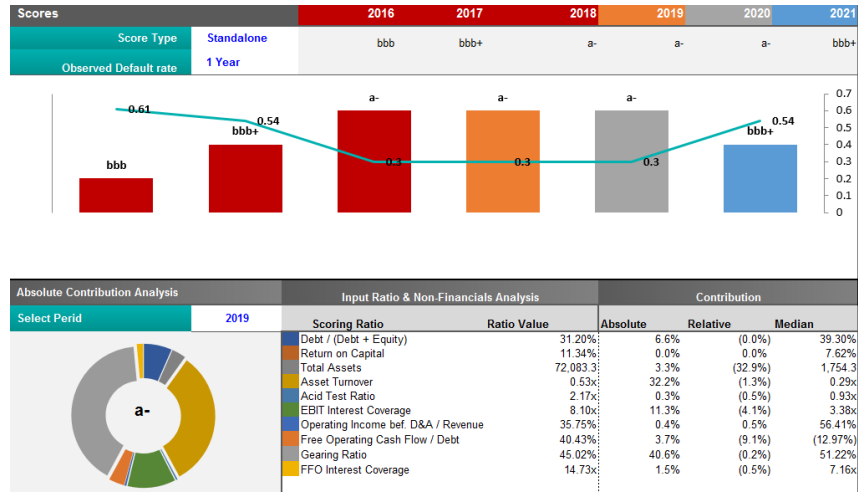 Scores 2016 2017 2018 2019 2020 2021
Score Type Standalone bbb bbb+ a- a- a- bbb+
Observed Default rate 1 Year
0.7
0.6
0.5
0.4
0.3
0.2
0.1
0
0.61 0.54 0.3 0.3 0.3 0.54
bbb bbb+ a- a- a- bbb+
Absolute Contribution Analysis Input Ratio & Non-Financials Analysis Contribution
Select Perid 2019 Scoring Ratio Ratio Value Absolute Relative Median
Debt / (Debt + Equity) 31.20% 6.6% (0.0%) 39.30%
Return on Capital 11.34% 0.0% 0.0% 7.62%
Total Assets 72,083.3 3.3% (32.9%) 1,754.3
Asset Turnover 0.53x 32.2% (1.3%) 0.29x
Acid Test Ratio 2.17x 0.3% (0.5%) 0.93x
EBIT Interest Coverage 8.10x 11.3% (4.1%) 3.38x
Operating Income bef. D&A / Revenue 35.75% 0.4% 0.5% 56.41%
Free Operating Cash Flow / Debt 40.43% 3.7% (9.1%) (12.97%)
Gearing Ratio 45.02% 40.6% (0.2%) 51.22%
FFO Interest Coverage 14.73x 1.5% (0.5%) 7.16x
a-